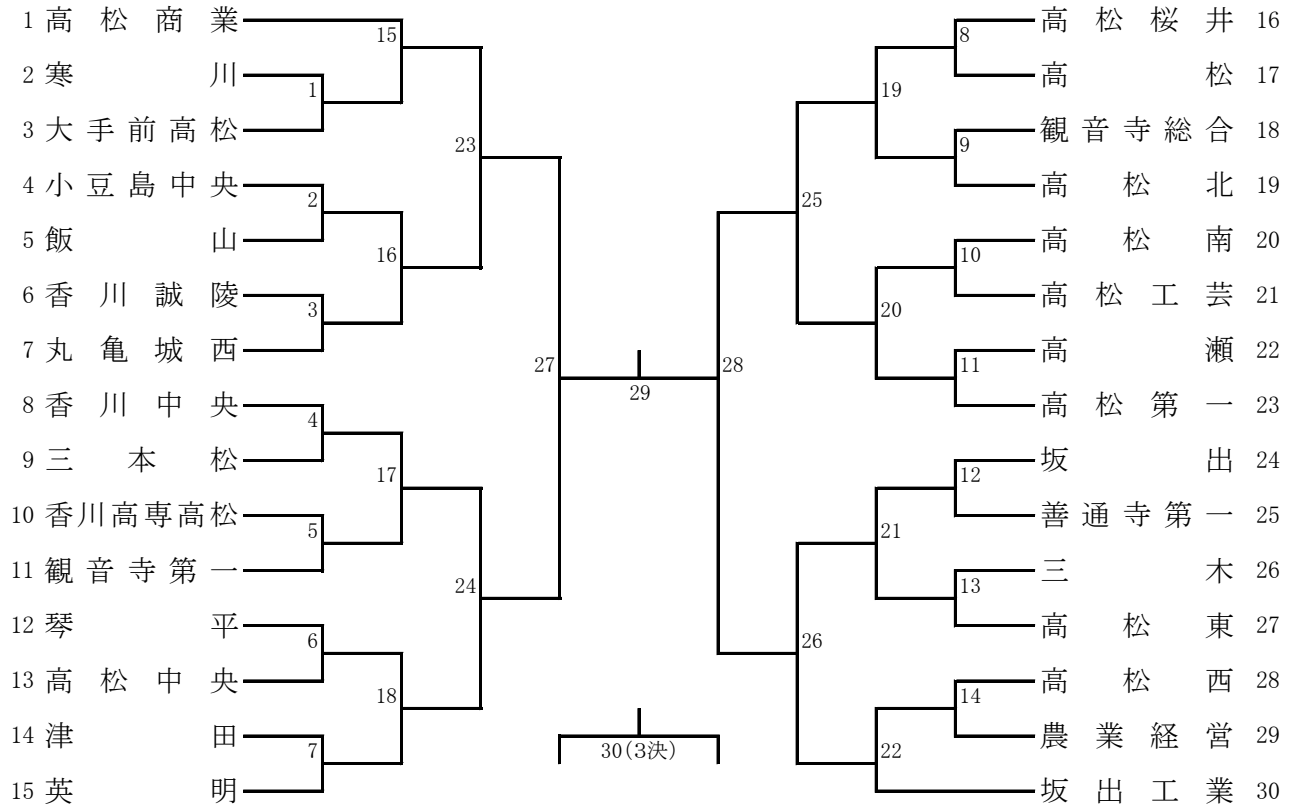 1 高松商業
2 寒川
3 大手前高松
4 小豆島中央
5 飯山
6 香川誠陵
7 丸亀城西
8 香川中央
9 三本松
10 香川高専高松
11 観音寺第一
12 琴平
13 高松中央
14 津田
15 英明
15
1
2
16
3
23
4
17
5
24
6
18
7
27
29
28
30(3決)
8
19
9
25
10
20
11
12
21
13
26
14
22
高松桜井 16
高松 17
観音寺総合 18
高松北 19
高松南 20
高松工芸 21
高瀬 22
高松第一 23
坂出 24
善通寺第一 25
三木 26
高松東 27
高松西 28
農業経営 29
坂出工業 30